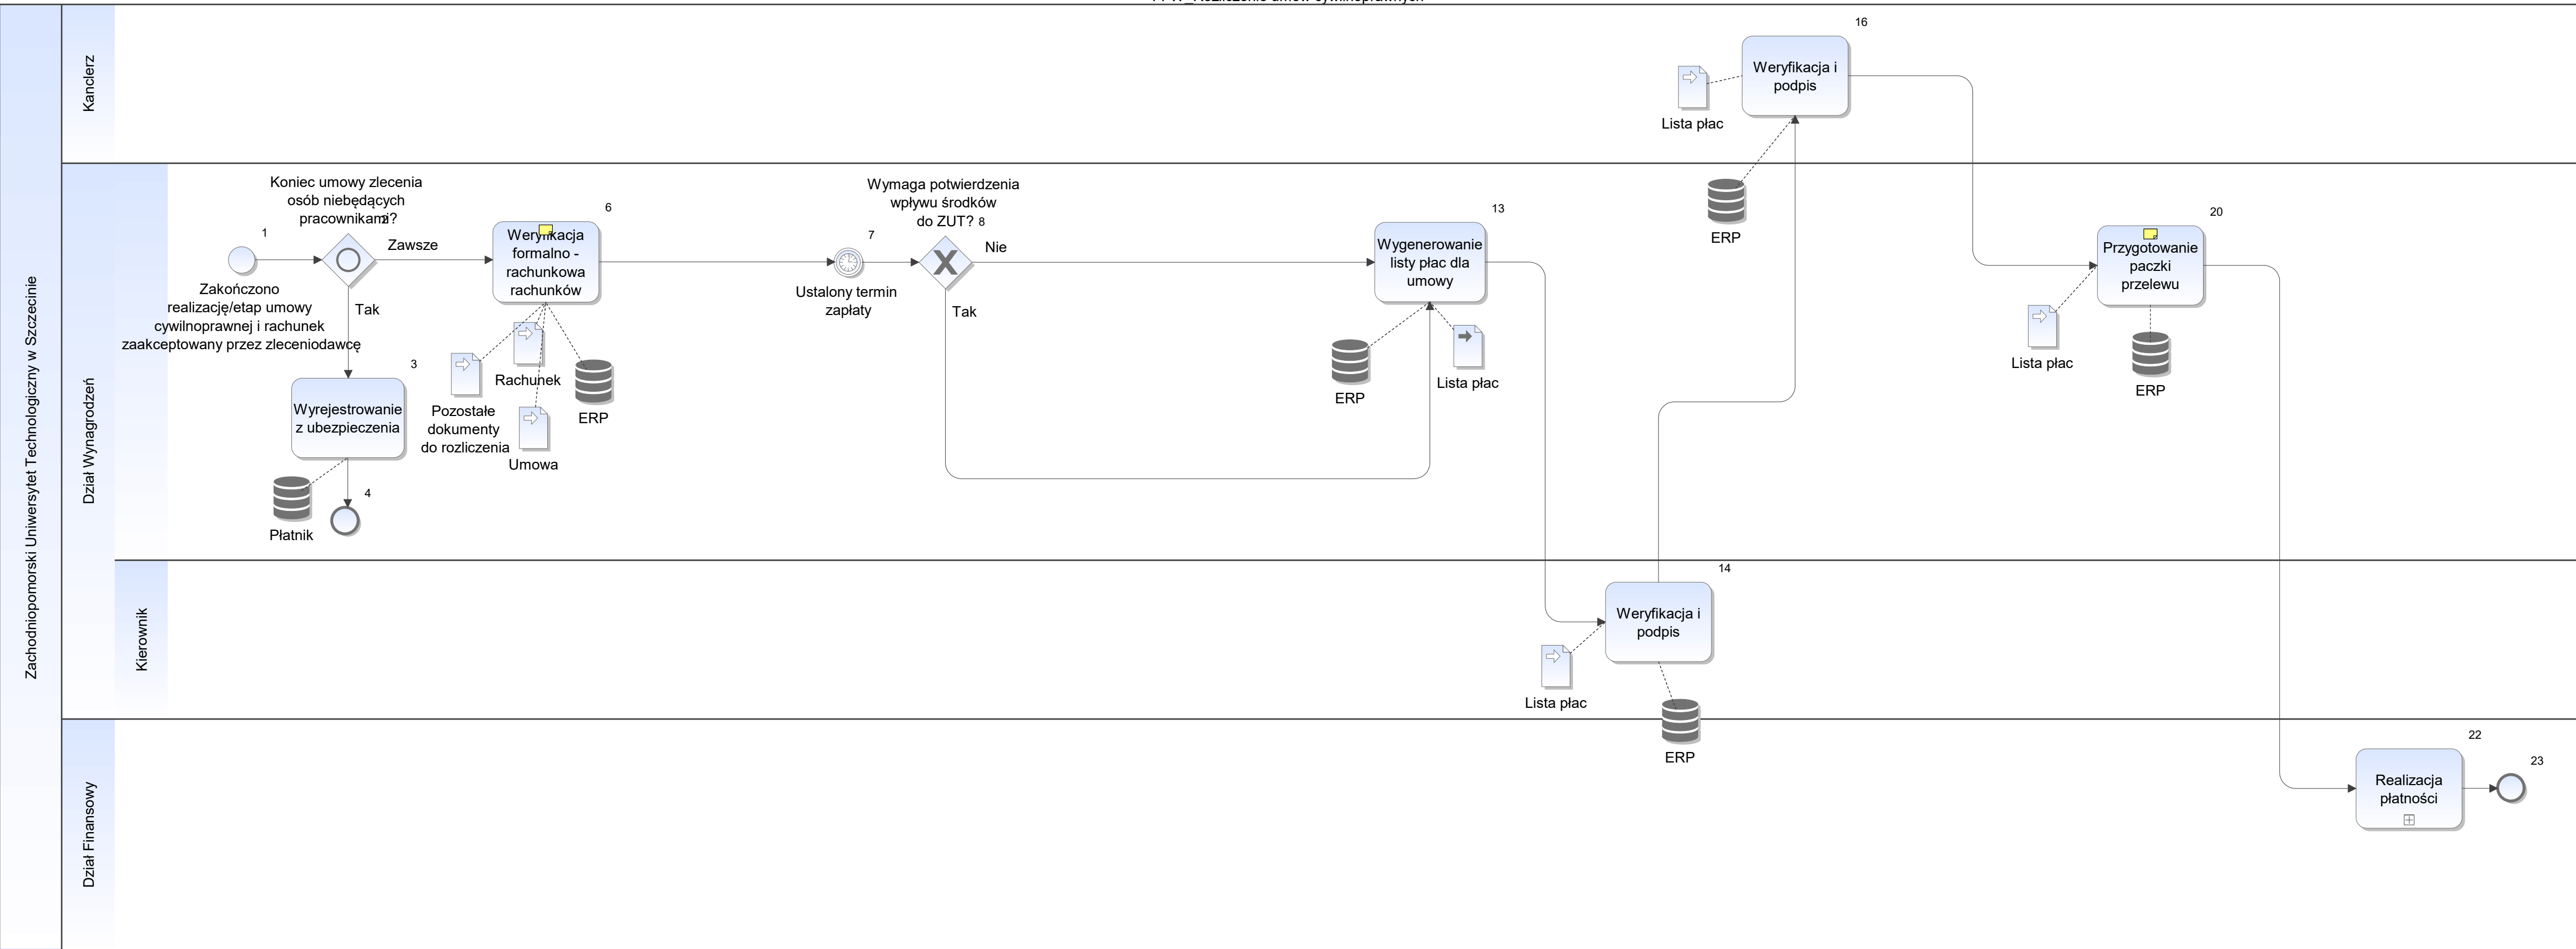 Zachodniopomorski Uniwersytet Technologiczny w Szczecinie
Kanclerz
16
Weryfikacja i
podpis
Lista płac
ERP
Dział Wynagrodzeń
Koniec umowy zlecenia
osób niebędących
pracownikami?
2
1
Zawsze
Tak
Zakończono
realizację/etap umowy
cywilnoprawnej i rachunek
zaakceptowany przez zleceniodawcę
3
Wyrejestrowanie
z ubezpieczenia
Płatnik
4
6
Weryfikacja
formalno -
rachunkowa
rachunków
Rachunek
Pozostałe
dokumenty
do rozliczenia
Umowa
ERP
7
Ustalony termin
zapłaty
Wymaga potwierdzenia
wpływu środków
do ZUT?
8
Nie
Tak
13
Wygenerowanie
listy płac dla
umowy
ERP
Lista płac
20
Przygotowanie
paczki
przelewu
Lista płac
ERP
Kierownik
14
Weryfikacja i
podpis
Lista płac
ERP
Dział Finansowy
22
Realizacja
płatności
23